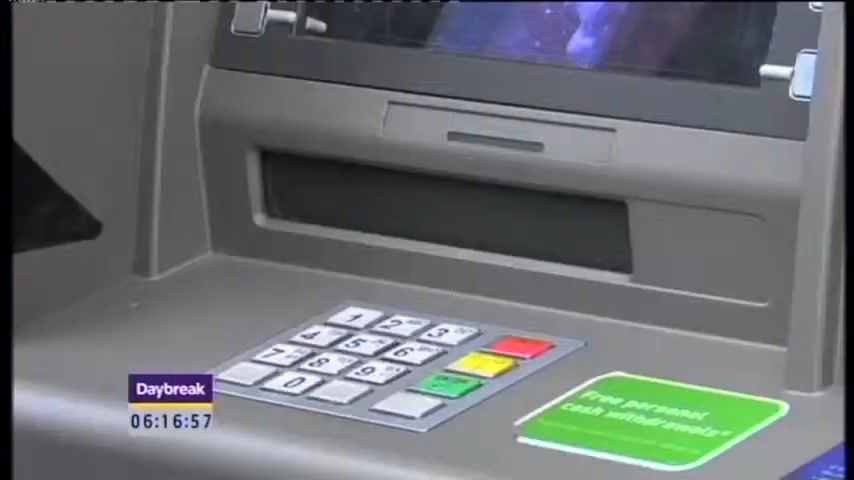 1 2 3
4 5 6
7 8 9
0
Free personal
cash withdrawals*
Daybreak
06:16:57